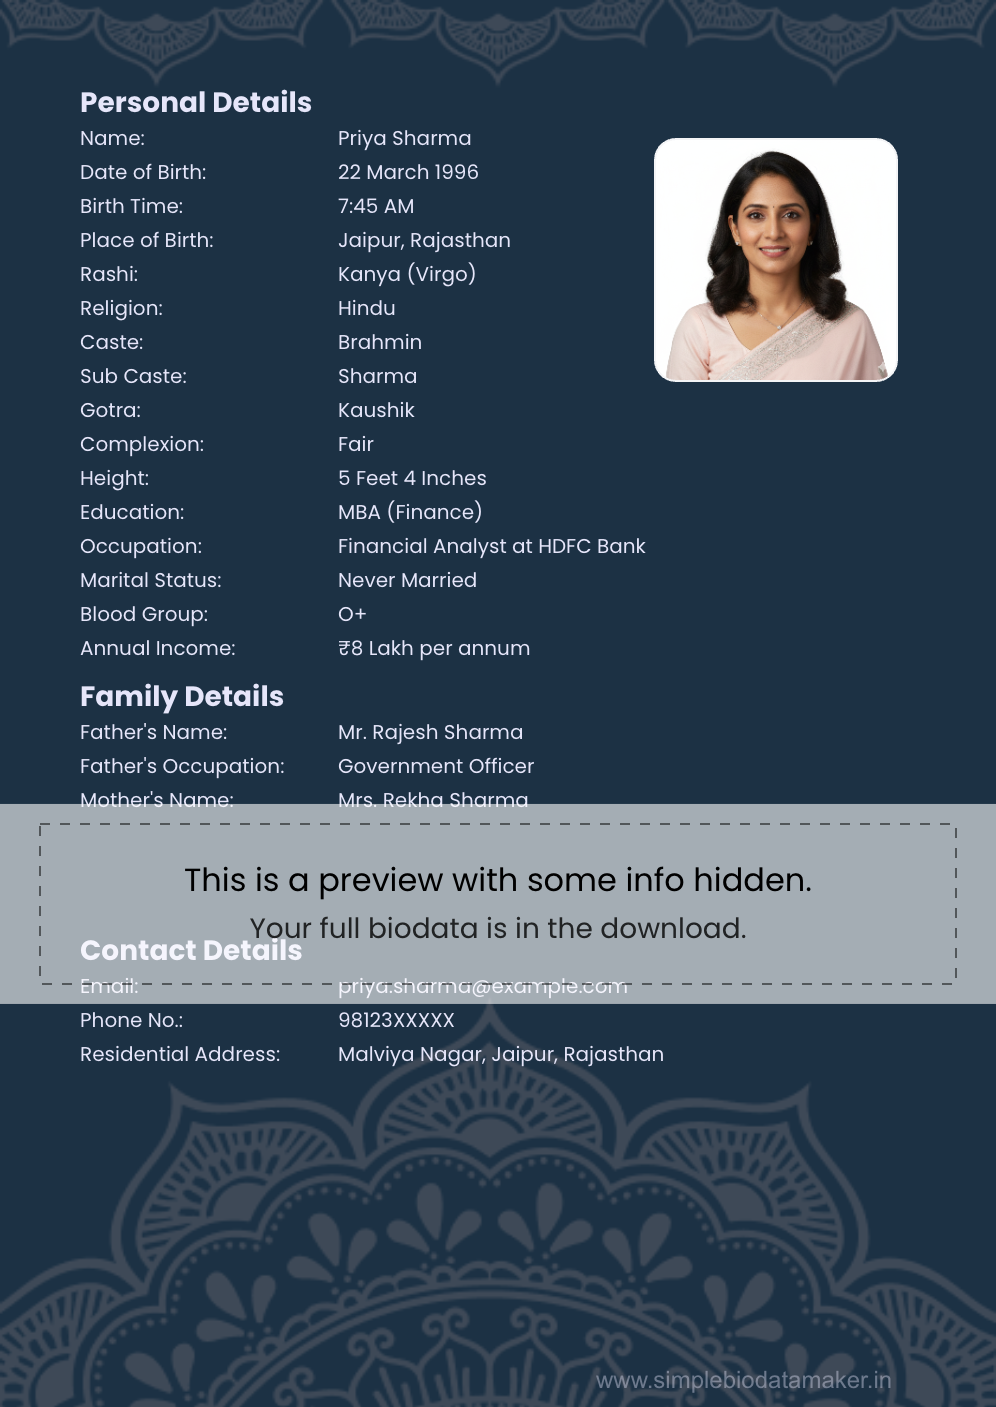 Personal Details
Name: Priya Sharma
Date of Birth: 22 March 1996
Birth Time: 7:45 AM
Place of Birth: Jaipur, Rajasthan
Rashi: Kanya (Virgo)
Religion: Hindu
Caste: Brahmin
Sub Caste: Sharma
Gotra: Kaushik
Complexion: Fair
Height: 5 Feet 4 Inches
Education: MBA (Finance)
Occupation: Financial Analyst at HDFC Bank
Marital Status: Never Married
Blood Group: O+
Annual Income: ₹8 Lakh per annum
Family Details
Father's Name: Mr. Rajesh Sharma
Father's Occupation: Government Officer
Mother's Name: Mrs. Rekha Sharma
This is a preview with some info hidden.
Your full biodata is in the download.
Contact Details
Email: priya.sharma@example.com
Phone No.: 98123XXXXX
Residential Address: Malviya Nagar, Jaipur, Rajasthan
www.simplebiodatamaker.in